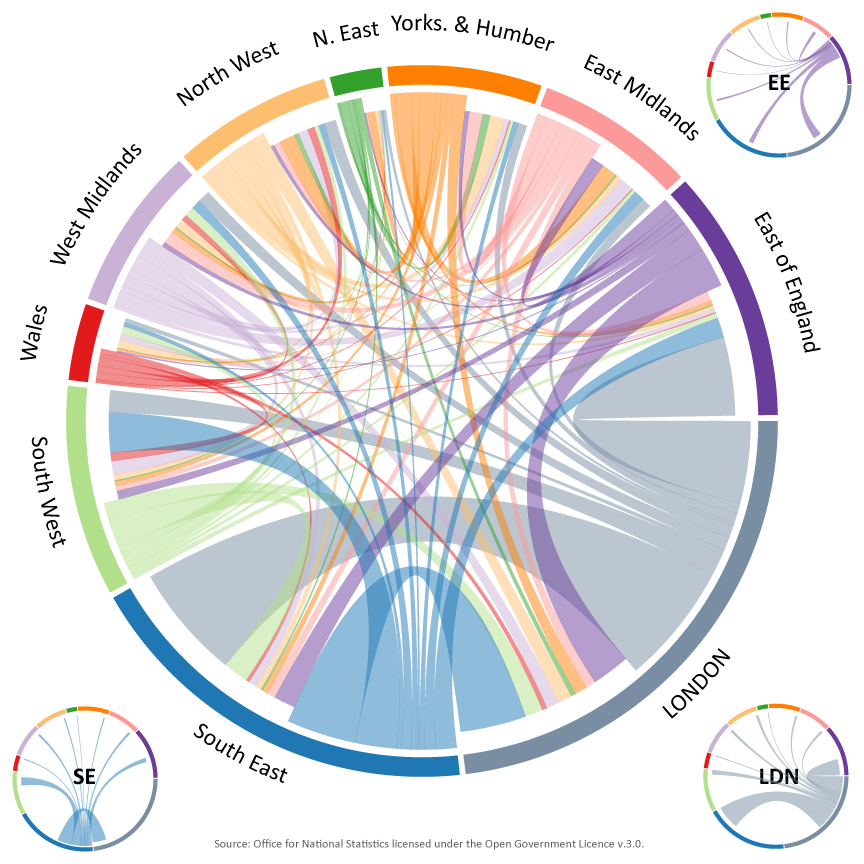 N. East
Yorks. & Humber
North West
East Midlands
EE
West Midlands
East of England
Wales
South West
LONDON
South East
SE
LDN
Source: Office for National Statistics licensed under the Open Government Licence v.3.0.